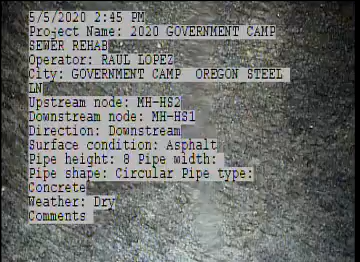 5/5/2020 2:45 PM
Project Name: 2020 GOVERNMENT CAMP
SEWER REHAB
Operator: RAUL LOPEZ
City: GOVERNMENT CAMP  OREGON STEEL
LN
Upstream node: MH-HS2
Downstream node: MH-HS1
Direction: Downstream
Surface condition: Asphalt
Pipe height: 8 Pipe width:
Pipe shape: Circular Pipe type:
Concrete
Weather: Dry
Comments